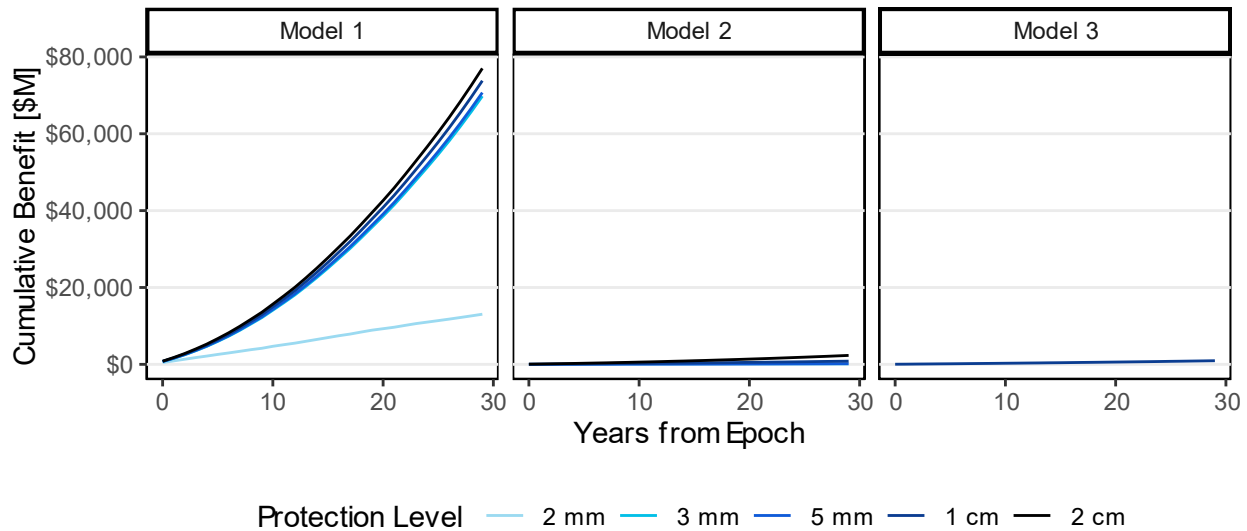 Model 1 Model 2 Model 3
Cumulative Benefit [$M]
$80,000
$60,000
$40,000
$20,000
$0
0 10 20 30 0 10 20 30 0 10 20 30
Years from Epoch
Protection Level 2 mm 3 mm 5 mm 1 cm 2 cm